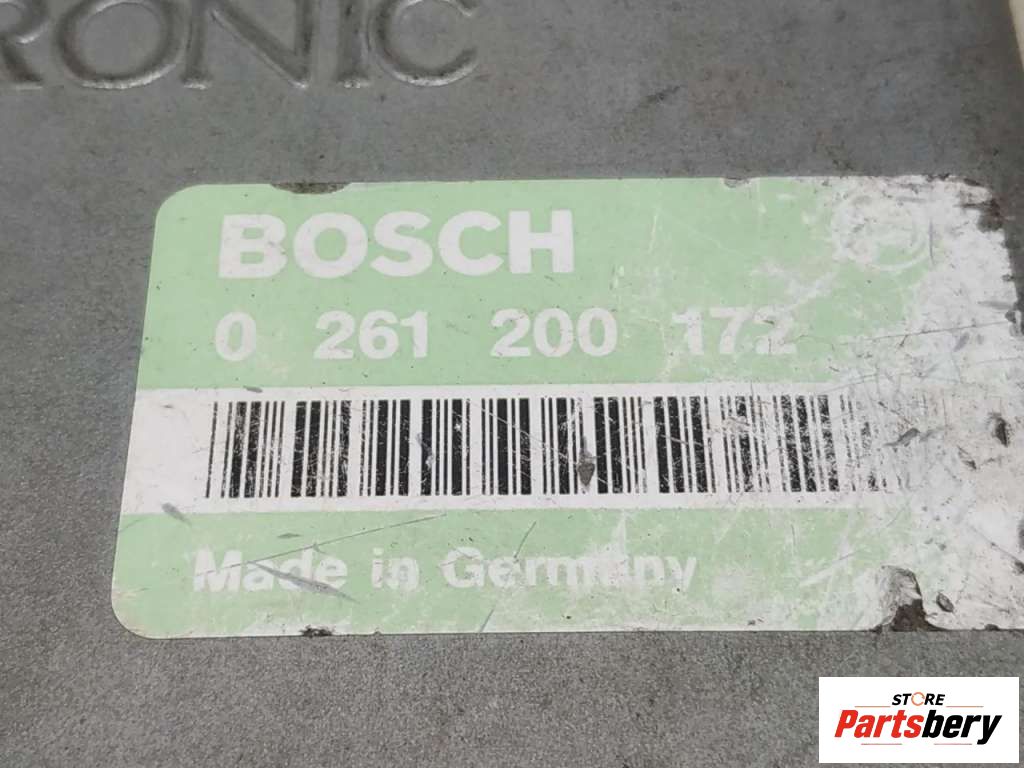 RONIC
BOSCH
0 261 200 172
Made in Germany
STORE
Partsbery